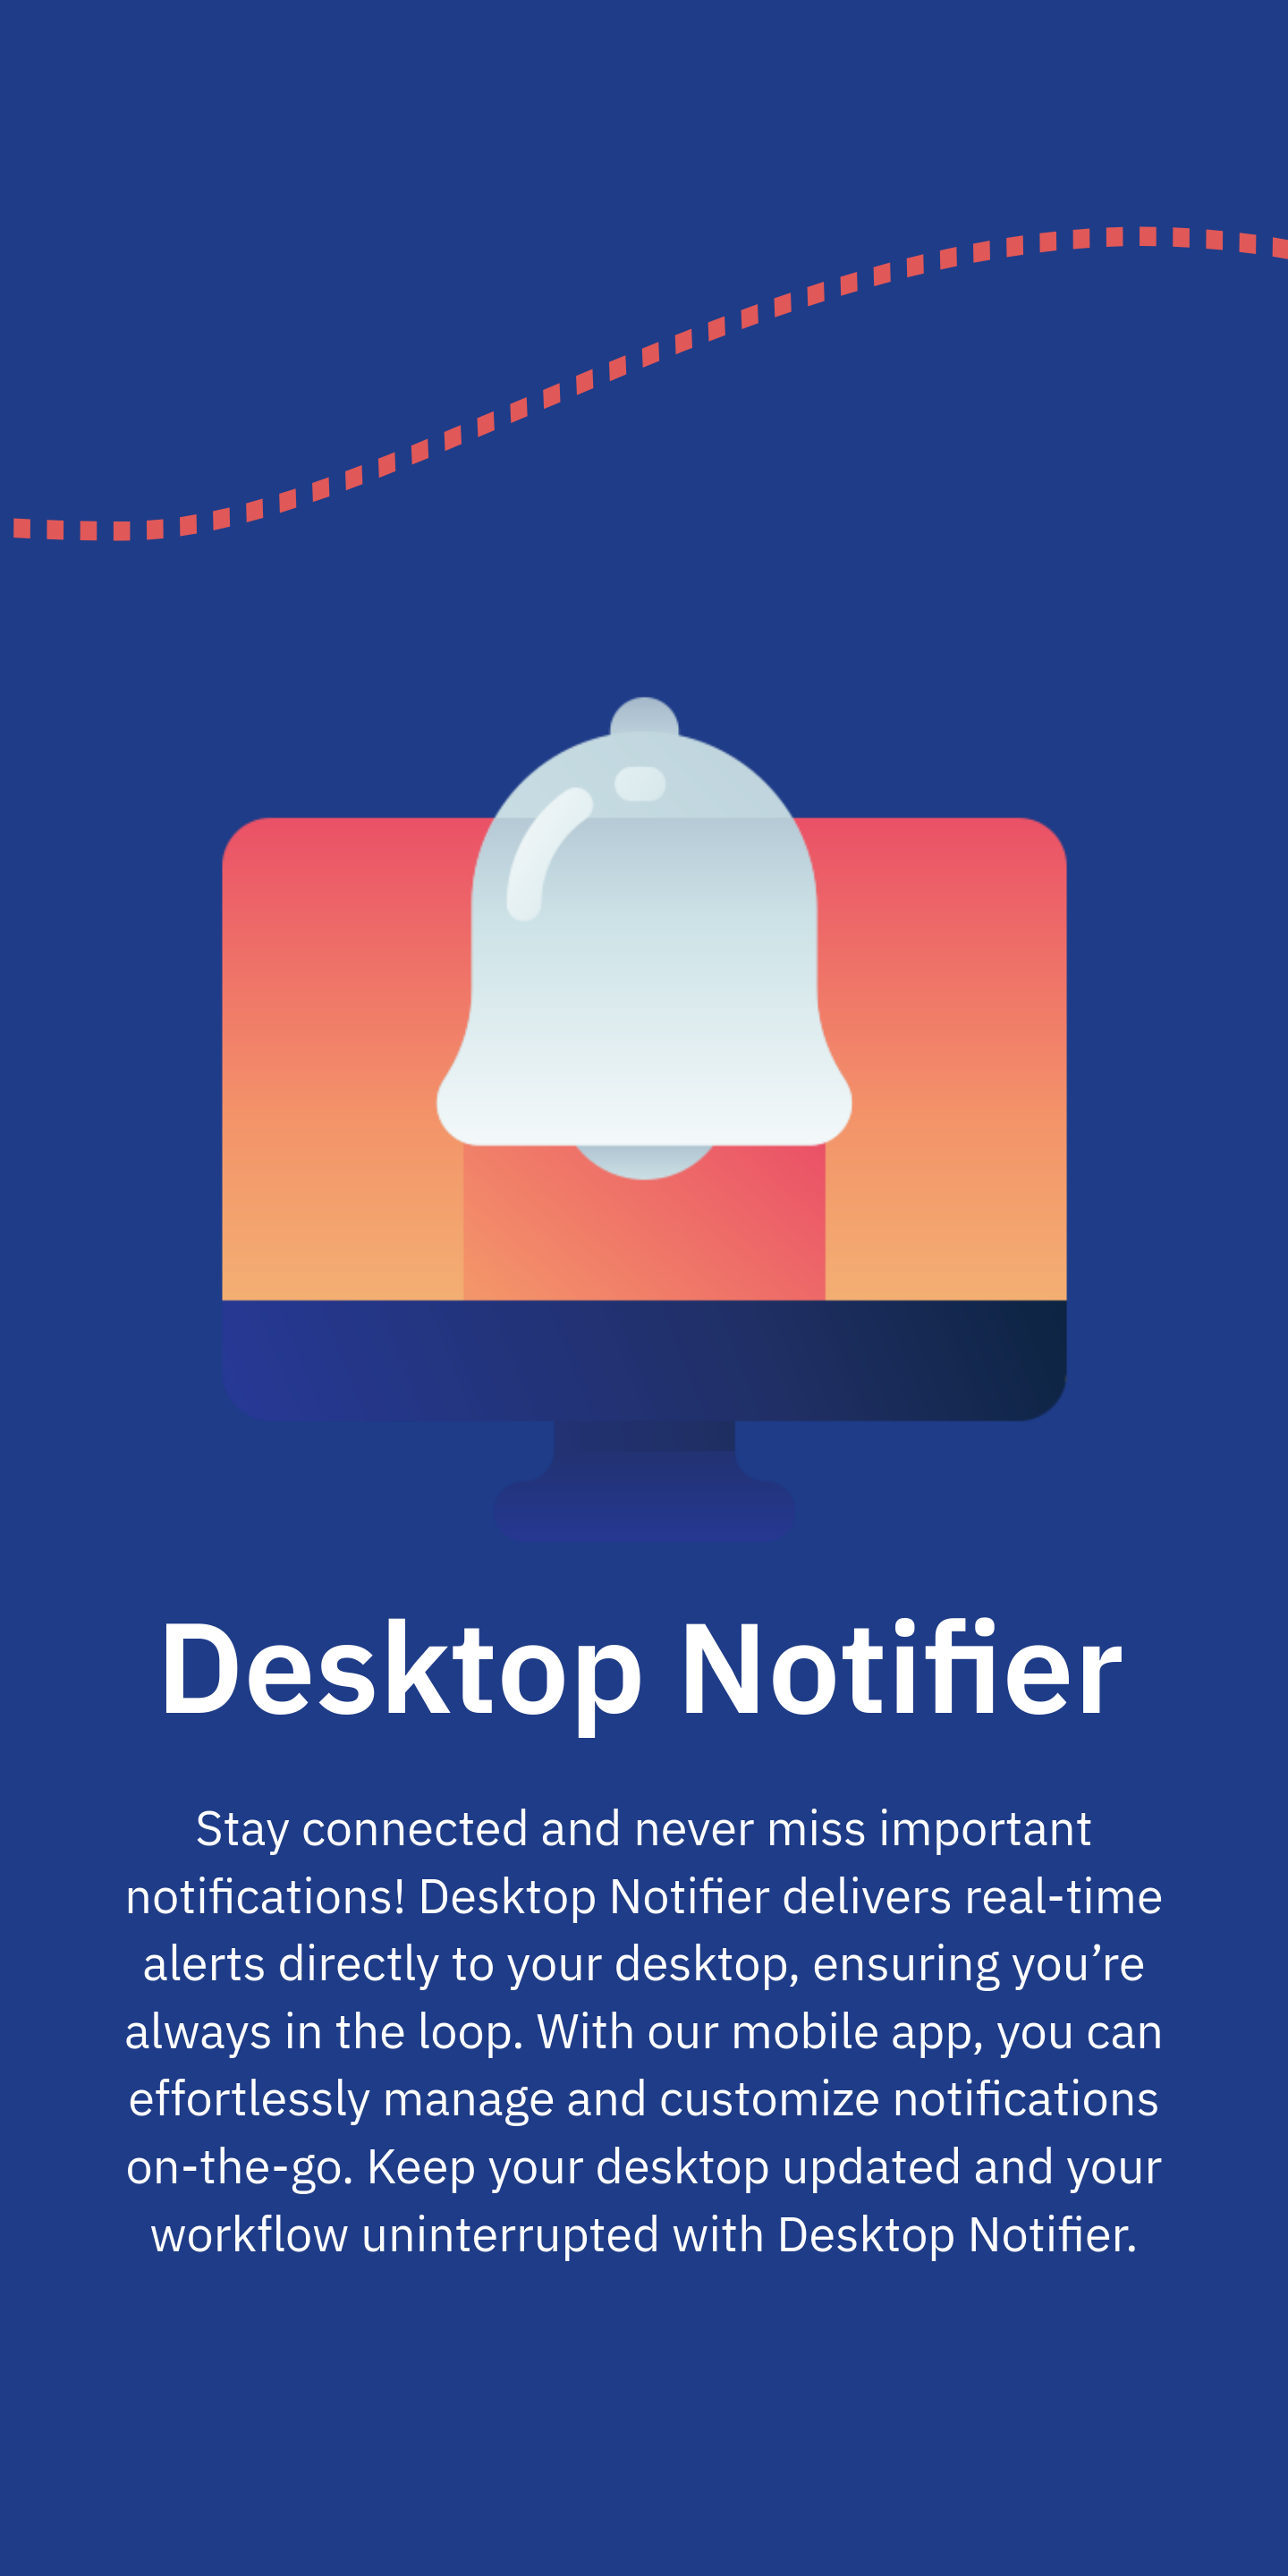 Desktop Notifier
Stay connected and never miss important
notifications! Desktop Notifier delivers real-time
alerts directly to your desktop, ensuring you’re
always in the loop. With our mobile app, you can
effortlessly manage and customize notifications
on-the-go. Keep your desktop updated and your
workflow uninterrupted with Desktop Notifier.